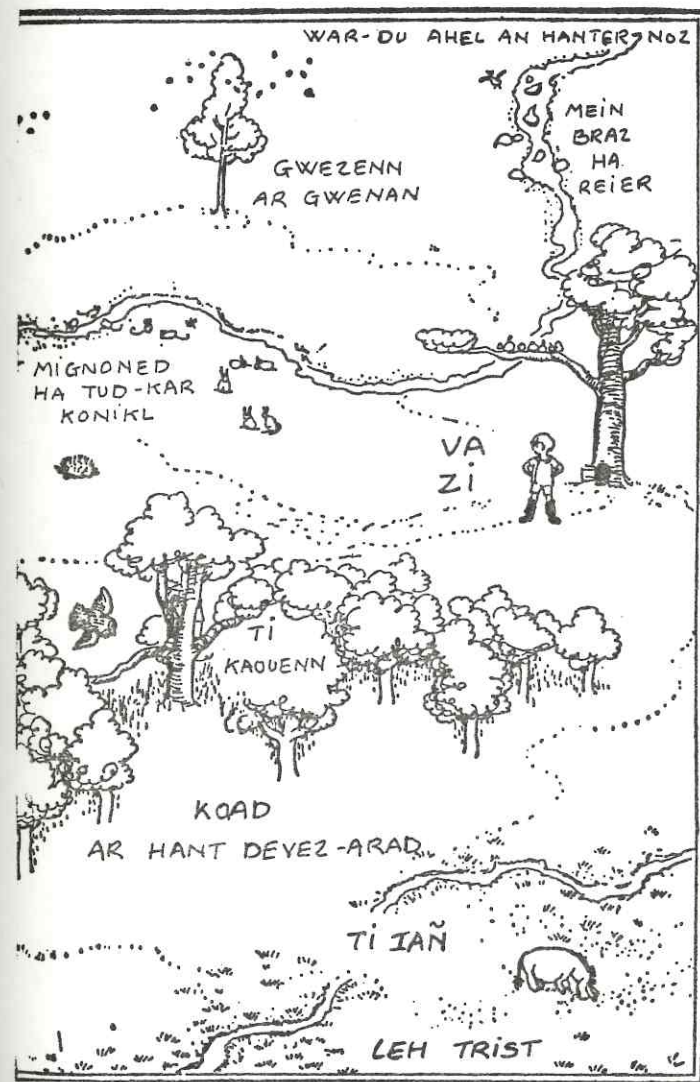 WAR-DU AHEL AN HANTER-NOZ
MEIN
BRAZ
HA
REIER
GWEZENN
AR GWENAN
MIGNONED
HA TUD-KAR
KONIKL
VA
ZI
TI
KAOUENN
KOAD
AR HANT DEVEZ-ARAD
TI IAÑ
LEH TRIST